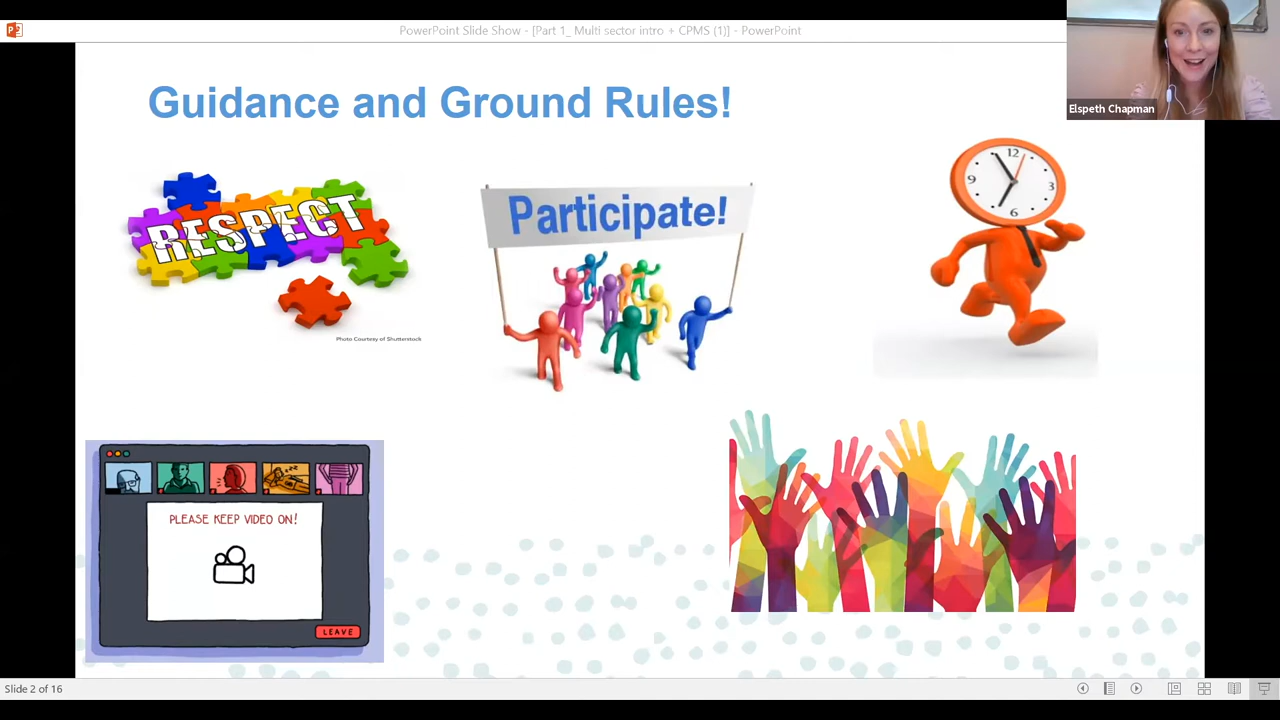 PowerPoint Slide Show - [Part 1_ Multi sector intro + CPMS (1)] - PowerPoint
Elspeth Chapman
Guidance and Ground Rules!
RESPECT
Photo Courtesy of Shutterstock
Participate!
12
3
6
9
PLEASE KEEP VIDEO ON!
LEAVE
Slide 2 of 16